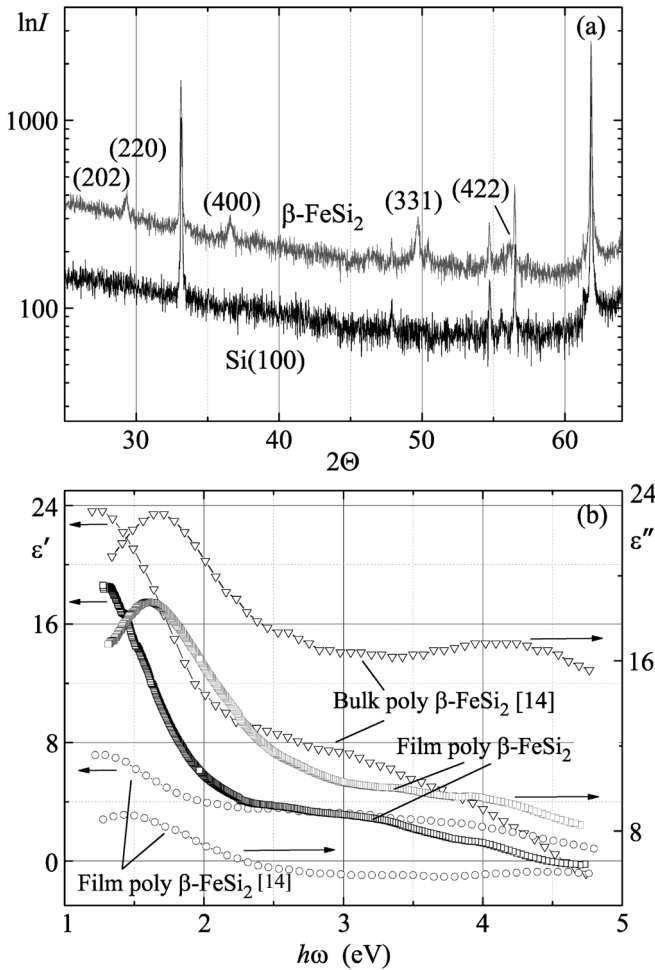 lnI
(a)
1000
(220)
(202)
(400)
(331)
(422)
β-FeSi2
100
Si(100)
30
40
50
60
2Θ
24
24
(b)
ε′
ε″
16
16
Bulk poly β-FeSi2 [14]
8
Film poly β-FeSi2
8
0
Film poly β-FeSi2 [14]
1
2
3
4
5
hω (eV)